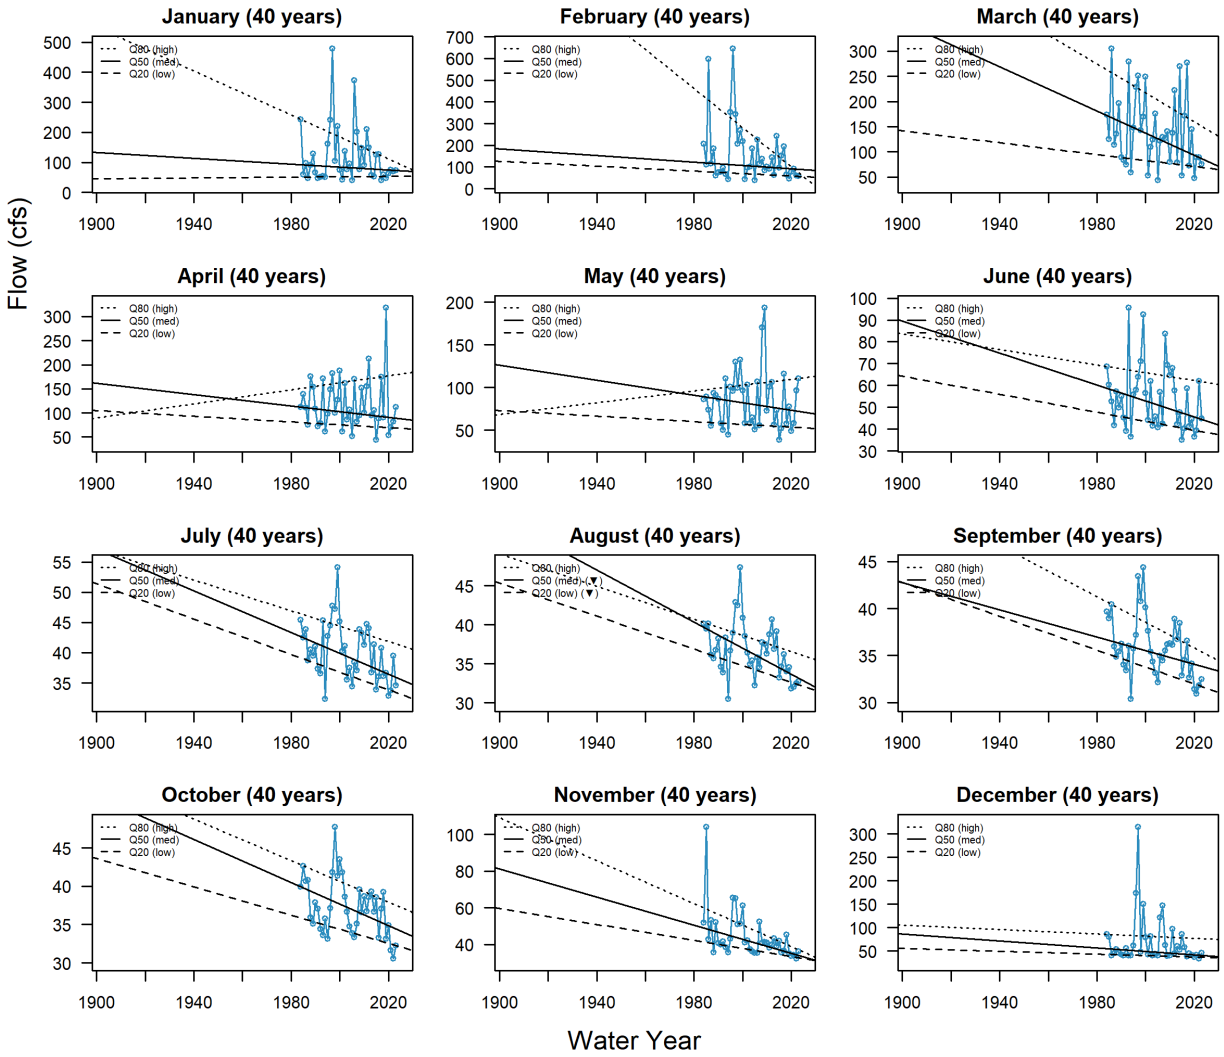 January (40 years)
500
400
300
200
100
0
Q80 (high)
Q50 (med)
Q20 (low)
1900
1940
1980
2020
February (40 years)
700
600
500
400
300
200
100
0
Q80 (high)
Q50 (med)
Q20 (low)
1900
1940
1980
2020
March (40 years)
300
250
200
150
100
50
Q80 (high)
Q50 (med)
Q20 (low)
1900
1940
1980
2020
Flow (cfs)
April (40 years)
300
250
200
150
100
50
Q80 (high)
Q50 (med)
Q20 (low)
1900
1940
1980
2020
May (40 years)
200
150
100
50
Q80 (high)
Q50 (med)
Q20 (low)
1900
1940
1980
2020
June (40 years)
100
90
80
70
60
50
40
30
Q80 (high)
Q50 (med)
Q20 (low)
1900
1940
1980
2020
July (40 years)
55
50
45
40
35
Q80 (high)
Q50 (med)
Q20 (low)
1900
1940
1980
2020
August (40 years)
45
40
35
30
Q80 (high)
Q50 (med) (▼)
Q20 (low) (▼)
1900
1940
1980
2020
September (40 years)
45
40
35
30
Q80 (high)
Q50 (med)
Q20 (low)
1900
1940
1980
2020
October (40 years)
45
40
35
30
Q80 (high)
Q50 (med)
Q20 (low)
1900
1940
1980
2020
November (40 years)
100
80
60
40
Q80 (high)
Q50 (med)
Q20 (low)
1900
1940
1980
2020
December (40 years)
300
250
200
150
100
50
Q80 (high)
Q50 (med)
Q20 (low)
1900
1940
1980
2020
Water Year